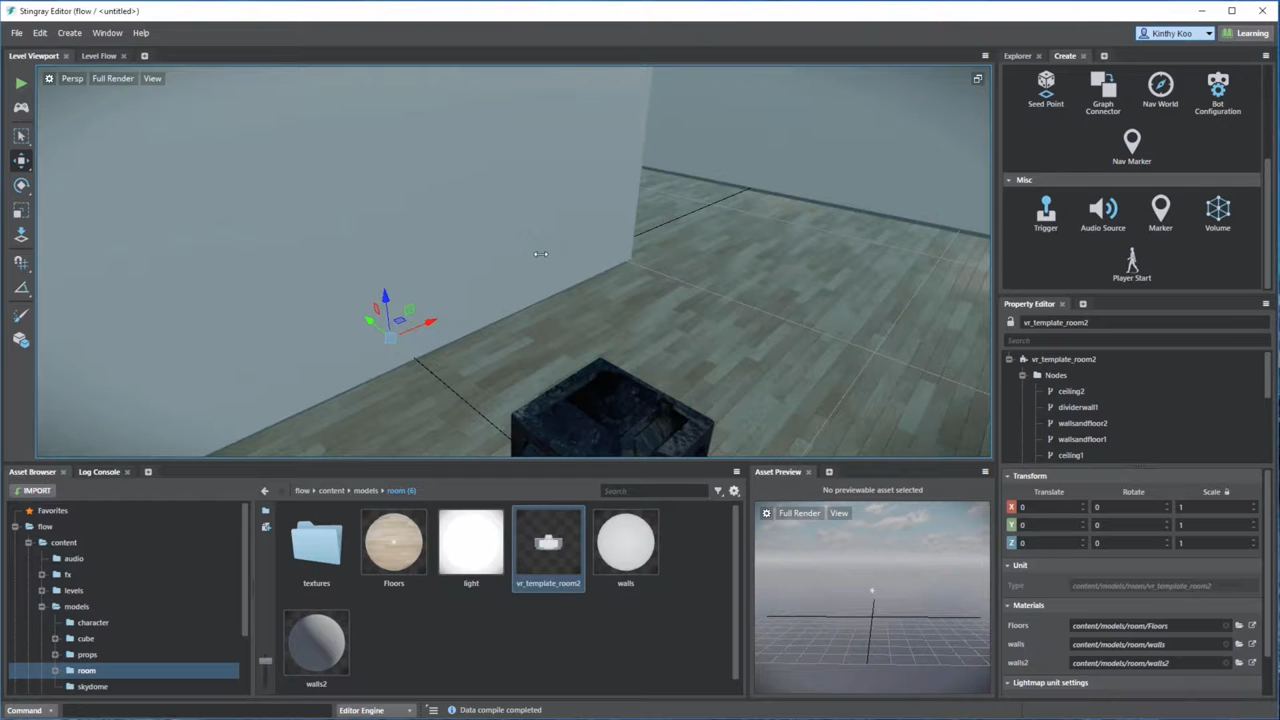 Stingray Editor (flow / <untitled>)
File Edit Create Window Help
Kinthy Koo Learning
Level Viewport Level Flow
Persp Full Render View
Explorer Create
Seed Point
Graph Connector
Nav World
Bot Configuration
Nav Marker
Misc
Trigger
Audio Source
Marker
Volume
Player Start
Property Editor
vr_template_room2
Search
vr_template_room2
Nodes
ceiling2
dividerwall1
wallsandfloor2
wallsandfloor1
ceiling1
Transform
Translate Rotate Scale
X 0 0 1
Y 0 0 1
Z 0 0 1
Unit
Type content/models/room/vr_template_room2
Materials
Floors content/models/room/Floors
walls content/models/room/walls
walls2 content/models/room/walls2
Lightmap unit settings
Asset Browser Log Console
IMPORT
Favorites
flow
content
audio
fx
levels
models
character
cube
props
room
skydome
flow content models room (6)
Search
textures
Floors
light
vr_template_room2
walls
walls2
Asset Preview
No previewable asset selected
Full Render View
Command
Editor Engine
Data compile completed